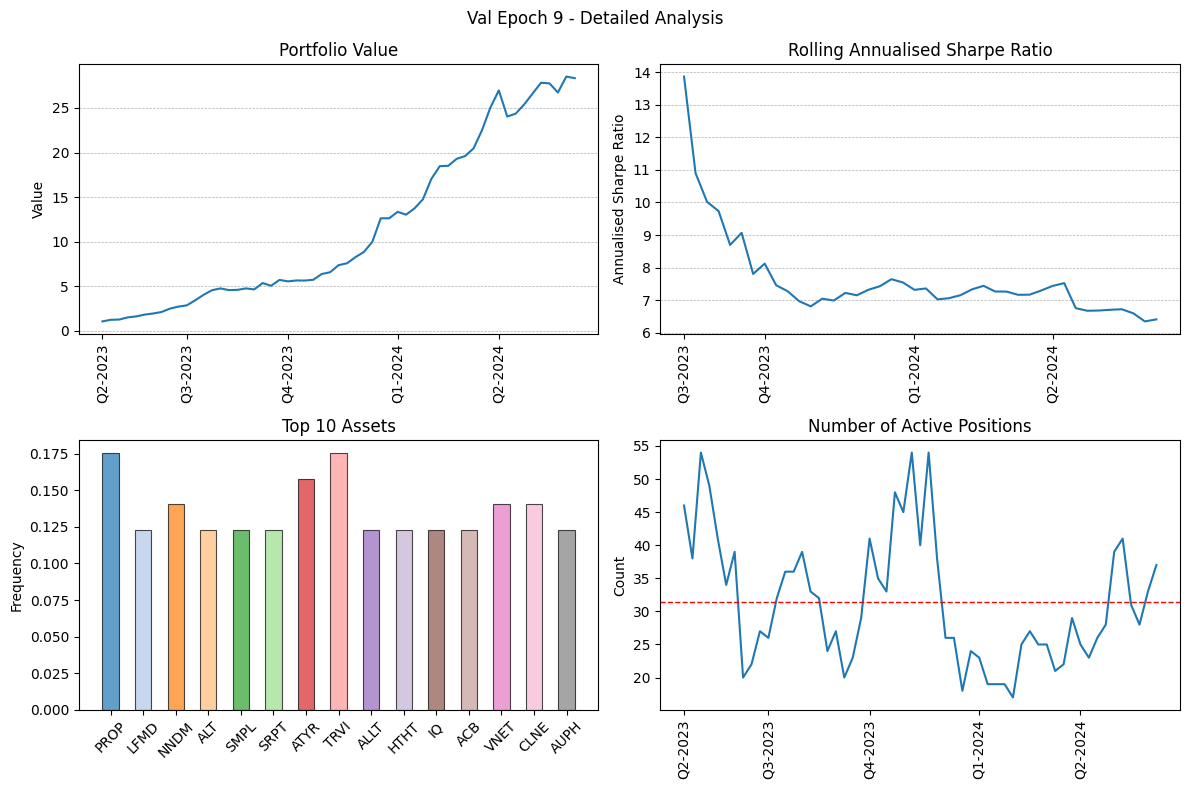 Val Epoch 9 - Detailed Analysis
Portfolio Value
Value
25
20
15
10
5
0
Q2-2023
Q3-2023
Q4-2023
Q1-2024
Q2-2024
Rolling Annualised Sharpe Ratio
Annualised Sharpe Ratio
14
13
12
11
10
9
8
7
6
Q3-2023
Q4-2023
Q1-2024
Q2-2024
Top 10 Assets
Frequency
0.175
0.150
0.125
0.100
0.075
0.050
0.025
0.000
PROP
LFMD
NNDM
ALT
SMPL
SRPT
ATYR
TRVI
ALLT
HTHT
IQ
ACB
VNET
CLNE
AUPH
Number of Active Positions
Count
55
50
45
40
35
30
25
20
Q2-2023
Q3-2023
Q4-2023
Q1-2024
Q2-2024